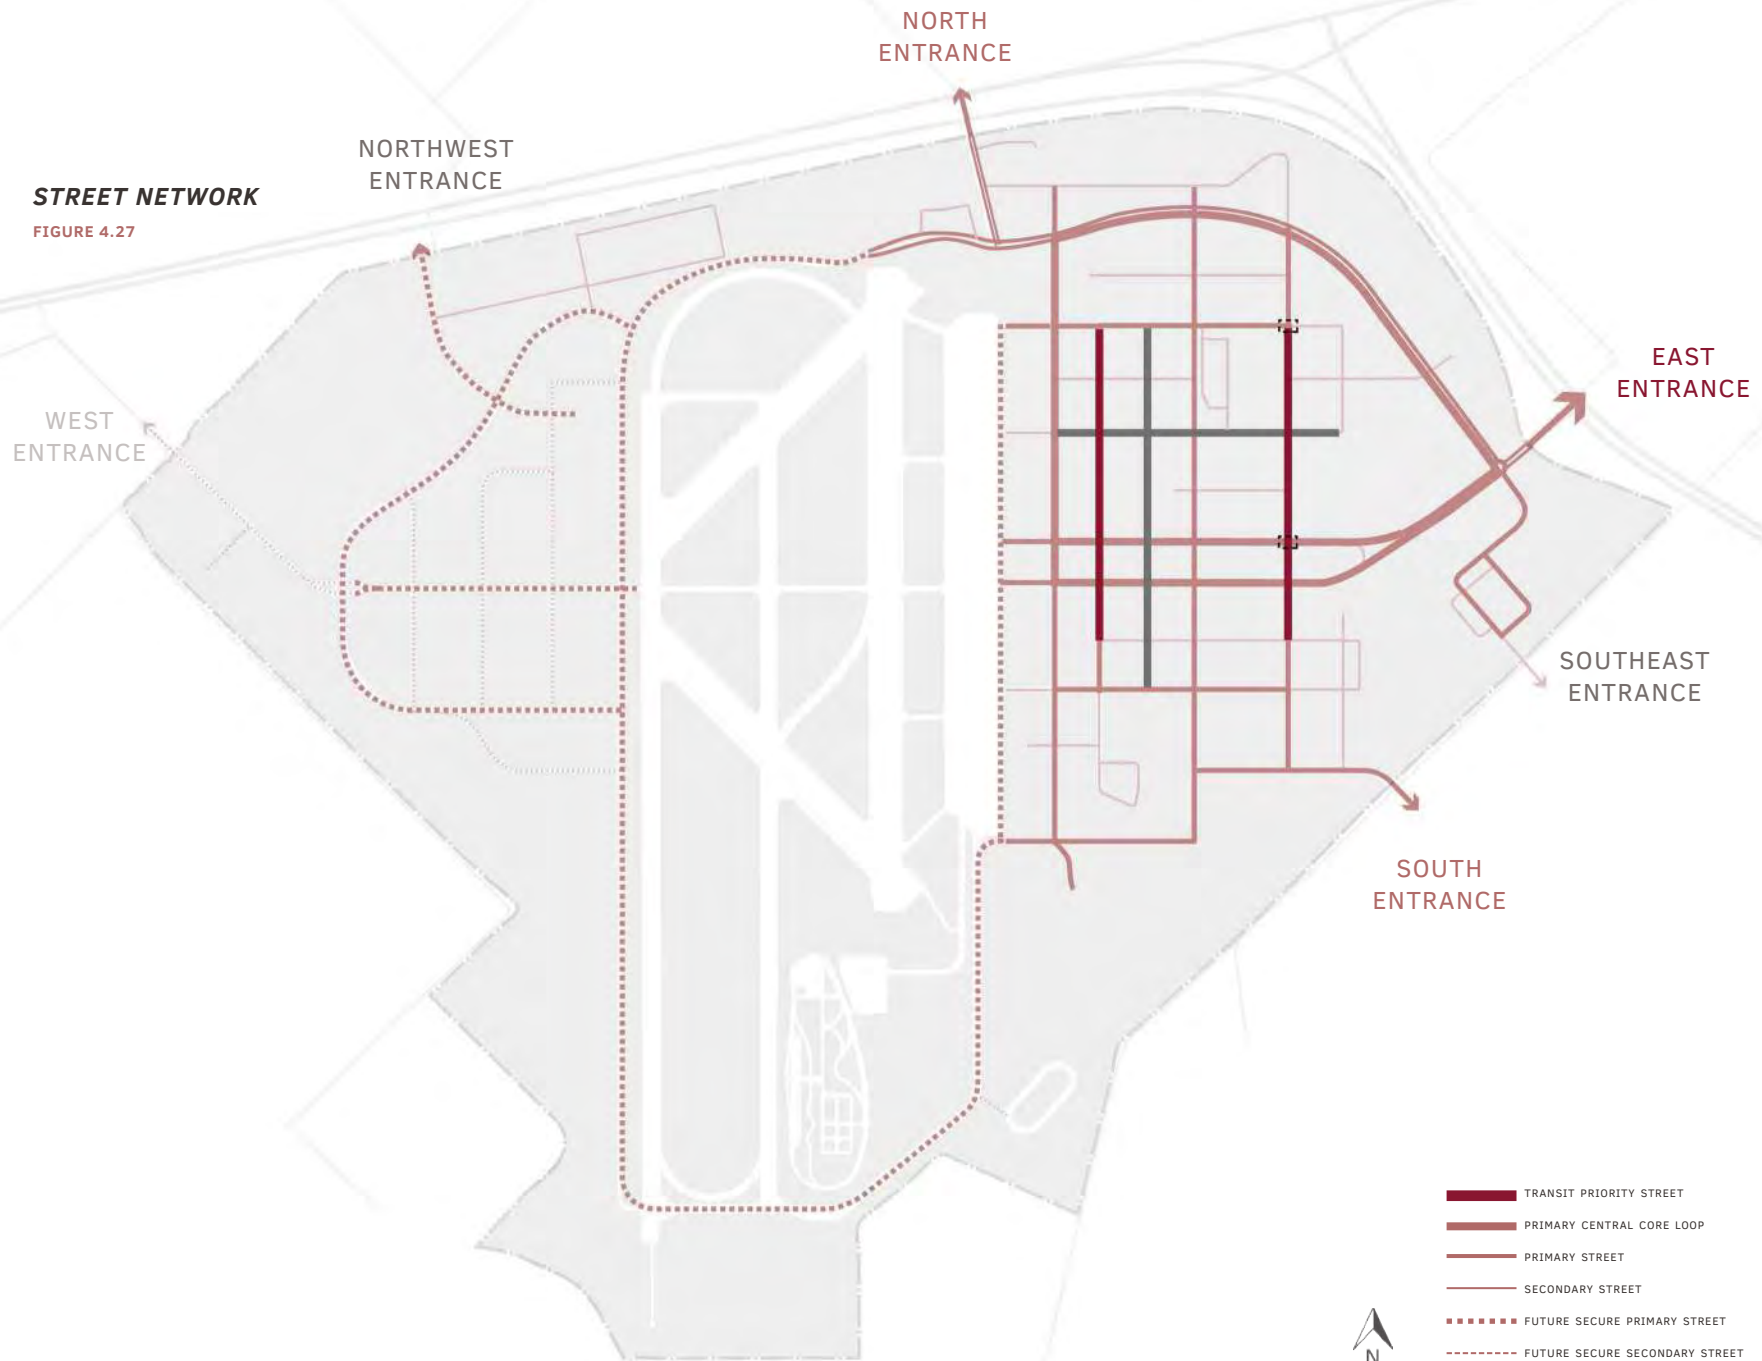 NORTH
ENTRANCE
NORTHWEST
ENTRANCE
STREET NETWORK
FIGURE 4.27
EAST
ENTRANCE
WEST
ENTRANCE
SOUTHEAST
ENTRANCE
SOUTH
ENTRANCE
TRANSIT PRIORITY STREET
PRIMARY CENTRAL CORE LOOP
PRIMARY STREET
SECONDARY STREET
FUTURE SECURE PRIMARY STREET
FUTURE SECURE SECONDARY STREET
N